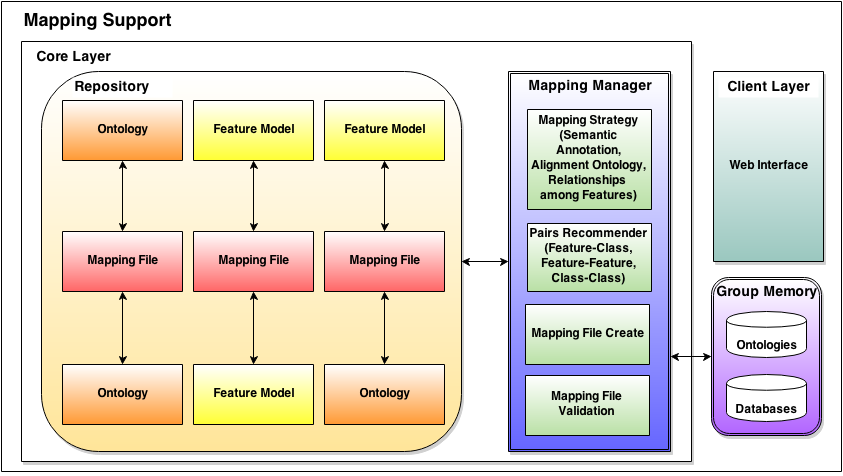 Mapping Support
Core Layer
Repository
Ontology
Feature Model
Feature Model
Mapping File
Mapping File
Mapping File
Ontology
Feature Model
Ontology
Mapping Manager
Mapping Strategy
(Semantic
Annotation,
Alignment Ontology,
Relationships
among Features)
Pairs Recommender
(Feature-Class,
Feature-Feature,
Class-Class)
Mapping File Create
Mapping File
Validation
Client Layer
Web Interface
Group Memory
Ontologies
Databases